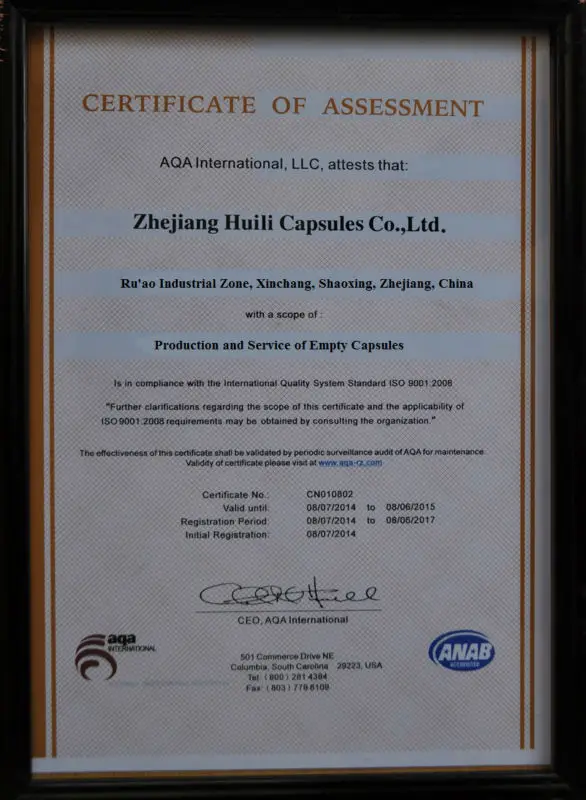 CERTIFICATE OF ASSESSMENT
AQA International, LLC, attests that:
Zhejiang Huili Capsules Co.,Ltd.
Ru'ao Industrial Zone, Xinchang, Shaoxing, Zhejiang, China
with a scope of :
Production and Service of Empty Capsules
Is in compliance with the International Quality System Standard ISO 9001:2008
"Further clarifications regarding the scope of this certificate and the applicability of
ISO 9001:2008 requirements may be obtained by consulting the organization."
The effectiveness of this certificate shall be validated by periodic surveillance audit of AQA for maintenance.
Validity of certificate please visit at www.aqa-rz.com
Certificate No.: CN010802
Valid until: 08/07/2014 to 08/06/2015
Registration Period: 08/07/2014 to 08/06/2017
Initial Registration: 08/07/2014
CEO, AQA International
aqa
INTERNATIONAL
501 Commerce Drive NE
Columbia, South Carolina 29223, USA
Tel: (800) 281 4384
Fax: (803) 779 8109
ANAB
ACCREDITED